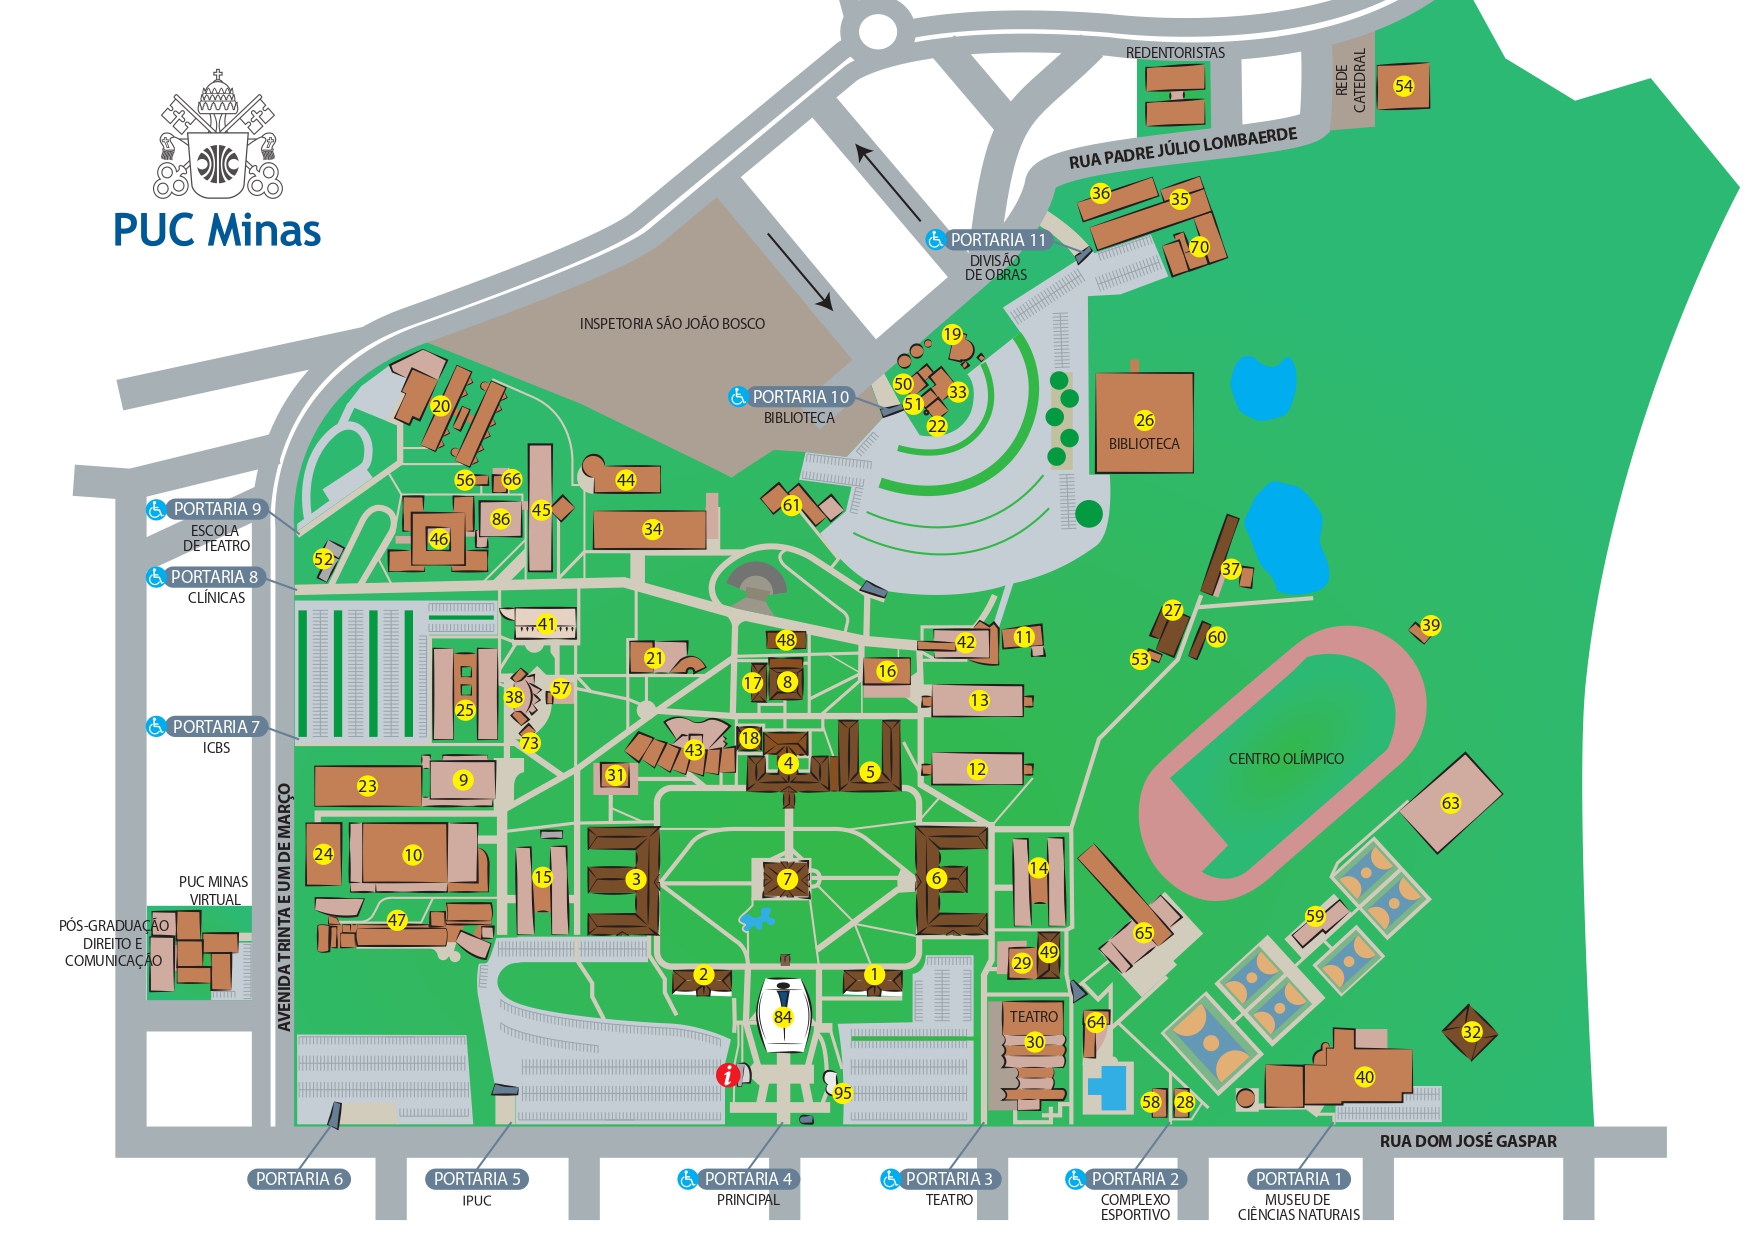 REDENTORISTAS
REDE
CATEDRAL
54
RUA PADRE JÚLIO LOMBAERDE
PUC Minas
36
35
70
PORTARIA 11
DIVISÃO
DE OBRAS
INSPETORIA SÃO JOÃO BOSCO
19
50
33
51
22
PORTARIA 10
BIBLIOTECA
26
BIBLIOTECA
20
56
66
45
44
86
46
34
61
52
PORTARIA 9
ESCOLA
DE TEATRO
PORTARIA 8
CLÍNICAS
37
27
60
53
39
41
21
48
42
11
16
17
8
57
38
25
13
PORTARIA 7
ICBS
73
43
18
4
5
12
31
CENTRO OLÍMPICO
63
23
9
AVENIDA TRINTA E UM DE MARÇO
24
10
15
3
7
6
14
PUC MINAS
VIRTUAL
PÓS-GRADUAÇÃO
DIREITO E
COMUNICAÇÃO
47
59
65
49
29
2
1
84
TEATRO
30
64
32
40
i
95
58
28
RUA DOM JOSÉ GASPAR
PORTARIA 6
PORTARIA 5
IPUC
PORTARIA 4
PRINCIPAL
PORTARIA 3
TEATRO
PORTARIA 2
COMPLEXO
ESPORTIVO
PORTARIA 1
MUSEU DE
CIÊNCIAS NATURAIS